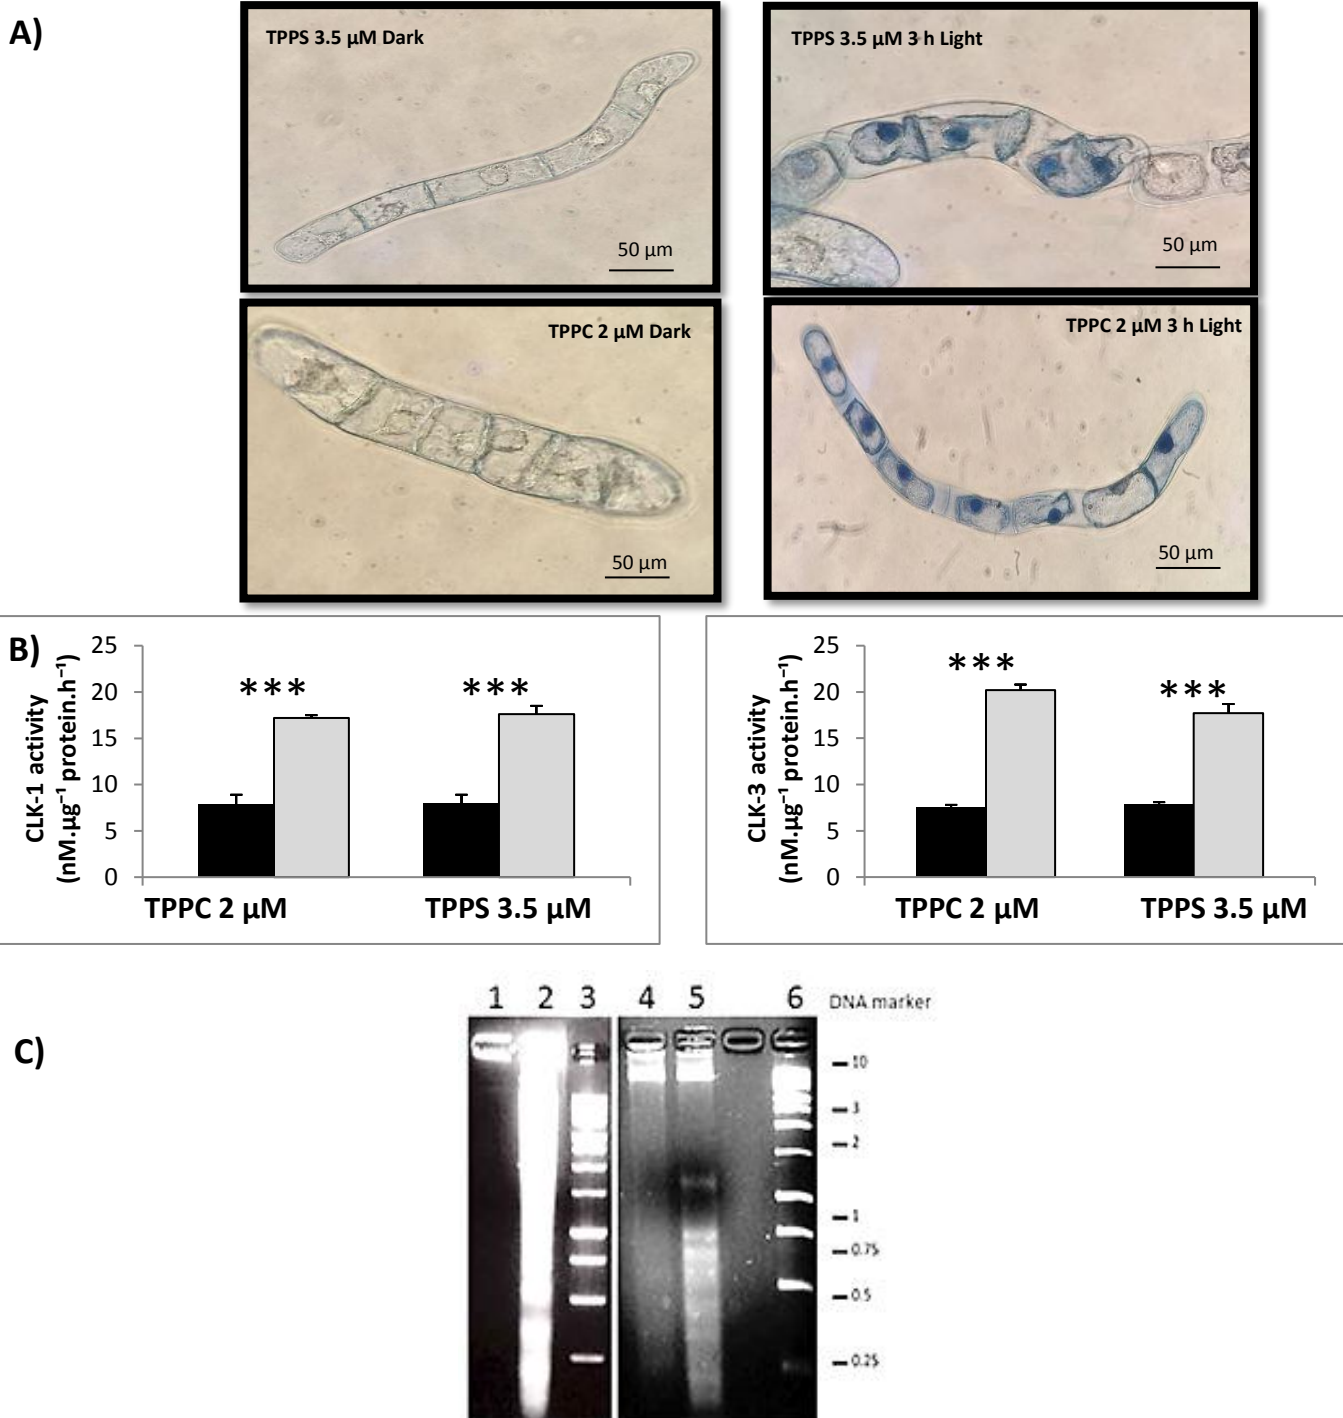 A)
TPPS 3.5 µM Dark
50 µm
TPPS 3.5 µM 3 h Light
50 µm
TPPC 2 µM Dark
50 µm
TPPC 2 µM 3 h Light
50 µm
B)
CLK-1 activity
(nM.µg⁻¹ protein.h⁻¹)
25
20
15
10
5
0
***
***
TPPC 2 µM
TPPS 3.5 µM
CLK-3 activity
(nM.µg⁻¹ protein.h⁻¹)
25
20
15
10
5
0
***
***
TPPC 2 µM
TPPS 3.5 µM
C)
1 2 3 4 5 6 DNA marker
10
3
2
1
0.75
0.5
0.25